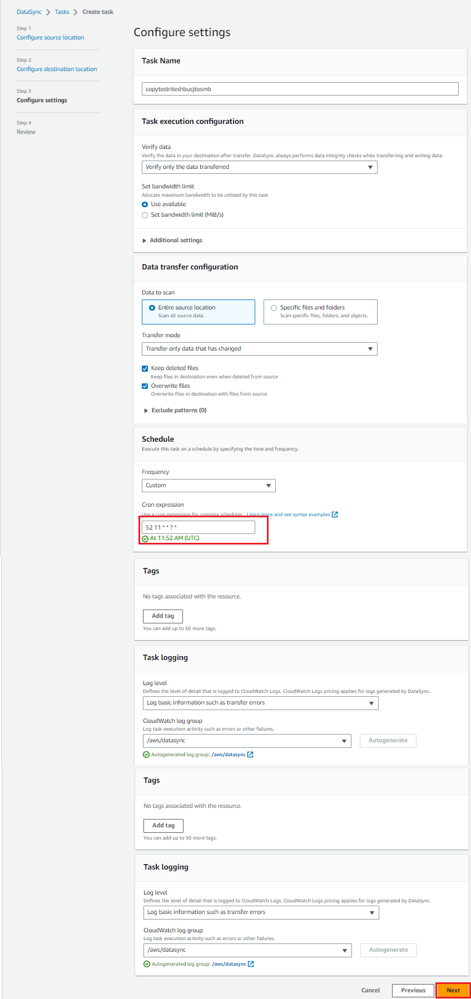 DataSync > Tasks > Create task
Step 1
Configure source location
Step 2
Configure destination location
Step 3
Configure settings
Step 4
Review
Configure settings
Task Name
copytestriteshbucjtosmb
Task execution configuration
Verify data
Verify the data in your destination after transfer. DataSync always performs data integrity checks while transferring and writing data.
Verify only the data transferred
Set bandwidth limit
Allocate maximum bandwidth to be utilized by this task
Use available
Set bandwidth limit (MiB/s)
Additional settings
Data transfer configuration
Data to scan
Entire source location
Scan all source data.
Specific files and folders
Scan specific files, folders, and objects.
Transfer mode
Transfer only data that has changed
Keep deleted files
Keep files in destination even when deleted from source
Overwrite files
Overwrite files in destination with files from source
Exclude patterns (0)
Schedule
Execute this task on a schedule by specifying the time and frequency.
Frequency
Custom
Cron expression
Use a cron expression for complex schedules. Learn more and see syntax examples
52 11 * * ? *
At 11:52 AM (UTC)
Tags
No tags associated with the resource.
Add tag
You can add up to 50 more tags.
Task logging
Log level
Defines the level of detail that is logged to CloudWatch Logs. CloudWatch Logs pricing applies for logs generated by DataSync.
Log basic information such as transfer errors
CloudWatch log group
Log task execution activity such as errors or other failures.
/aws/datasync
Autogenerate
Autogenerated log group: /aws/datasync
Tags
No tags associated with the resource.
Add tag
You can add up to 50 more tags.
Task logging
Log level
Defines the level of detail that is logged to CloudWatch Logs. CloudWatch Logs pricing applies for logs generated by DataSync.
Log basic information such as transfer errors
CloudWatch log group
Log task execution activity such as errors or other failures.
/aws/datasync
Autogenerate
Autogenerated log group: /aws/datasync
Cancel
Previous
Next